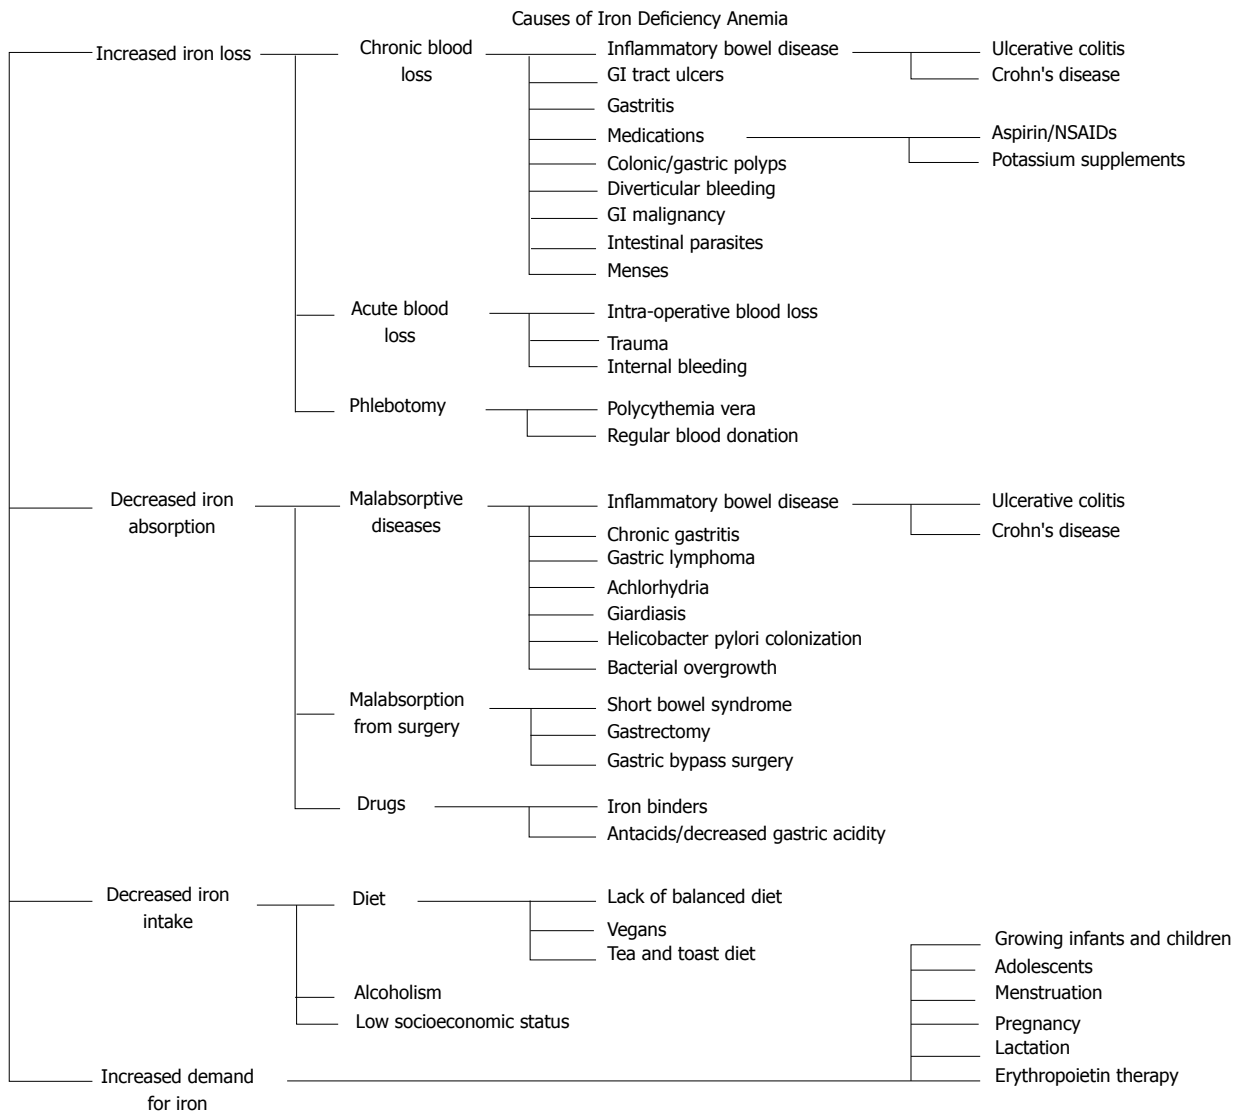 Causes of Iron Deficiency Anemia
Increased iron loss
Chronic blood
loss
Inflammatory bowel disease
Ulcerative colitis
Crohn's disease
GI tract ulcers
Gastritis
Medications
Aspirin/NSAIDs
Potassium supplements
Colonic/gastric polyps
Diverticular bleeding
GI malignancy
Intestinal parasites
Menses
Acute blood
loss
Intra-operative blood loss
Trauma
Internal bleeding
Phlebotomy
Polycythemia vera
Regular blood donation
Decreased iron
absorption
Malabsorptive
diseases
Inflammatory bowel disease
Ulcerative colitis
Crohn's disease
Chronic gastritis
Gastric lymphoma
Achlorhydria
Giardiasis
Helicobacter pylori colonization
Bacterial overgrowth
Malabsorption
from surgery
Short bowel syndrome
Gastrectomy
Gastric bypass surgery
Drugs
Iron binders
Antacids/decreased gastric acidity
Decreased iron
intake
Diet
Lack of balanced diet
Vegans
Tea and toast diet
Alcoholism
Low socioeconomic status
Increased demand
for iron
Growing infants and children
Adolescents
Menstruation
Pregnancy
Lactation
Erythropoietin therapy